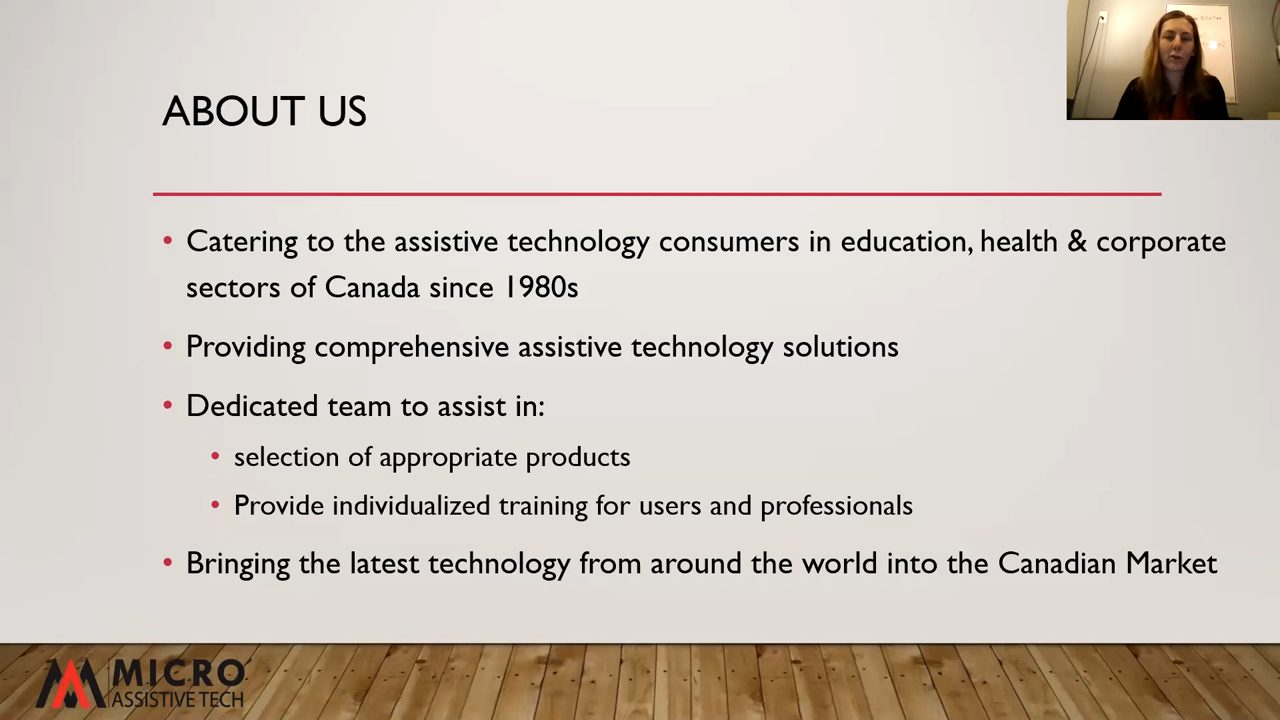 ABOUT US
• Catering to the assistive technology consumers in education, health & corporate
sectors of Canada since 1980s
• Providing comprehensive assistive technology solutions
• Dedicated team to assist in:
• selection of appropriate products
• Provide individualized training for users and professionals
• Bringing the latest technology from around the world into the Canadian Market
MICRO
ASSISTIVE TECH